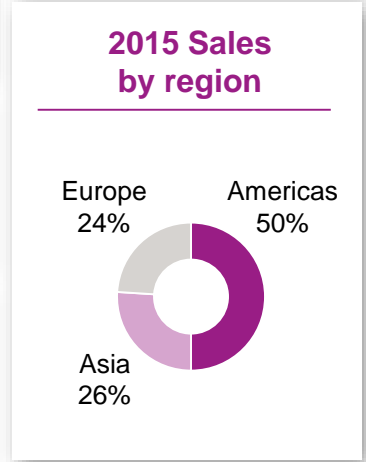 2015 Sales
by region
Europe
24%
Americas
50%
Asia
26%